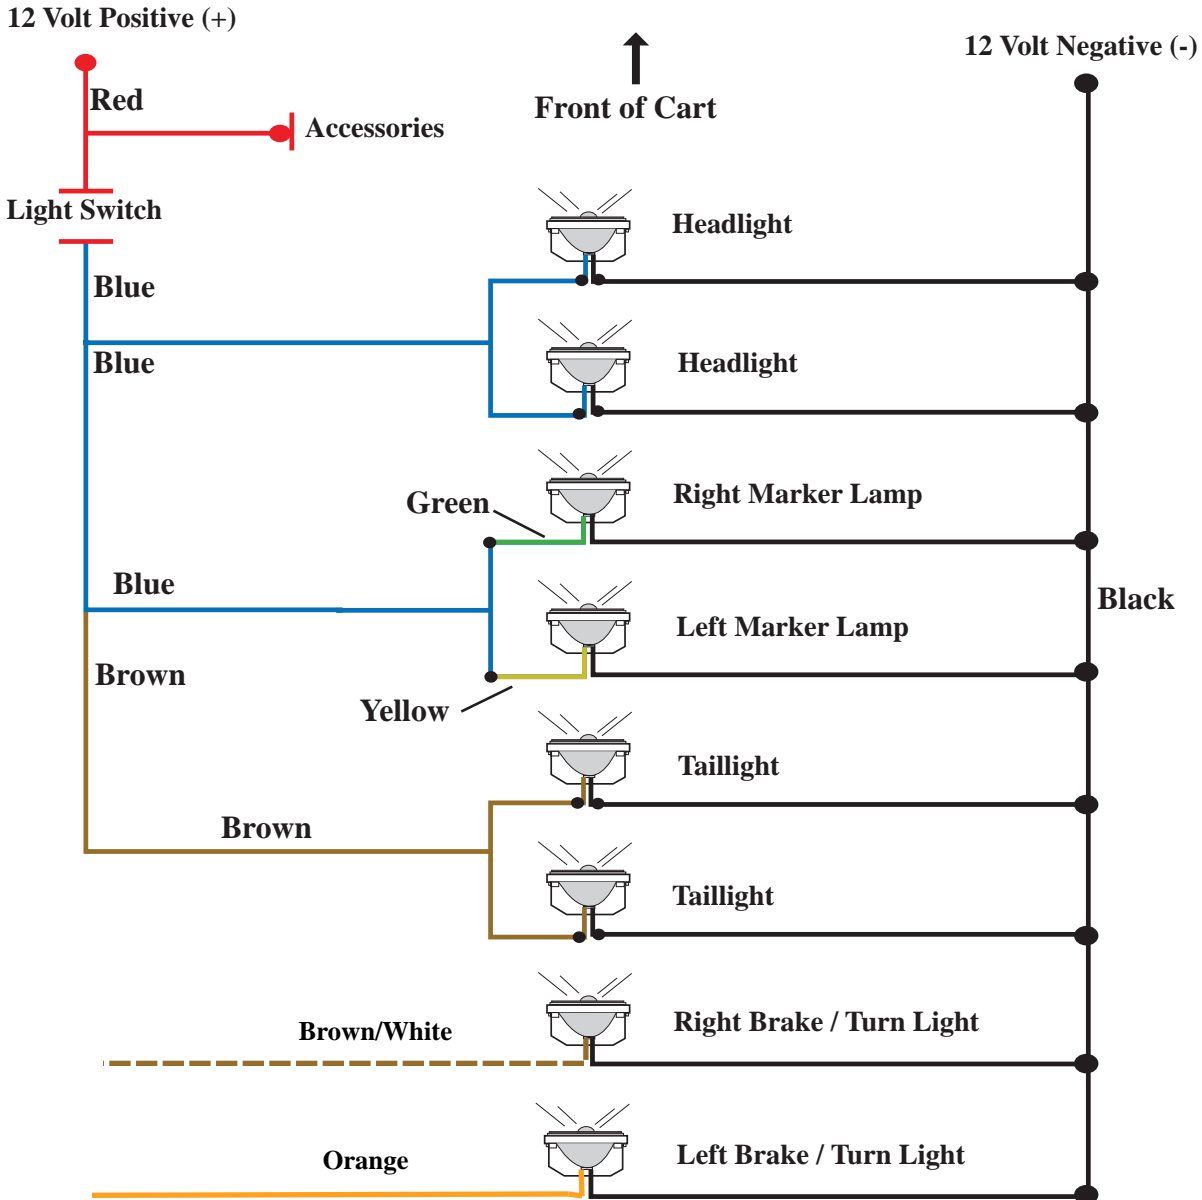 12 Volt Positive (+)
12 Volt Negative (-)
Red
Front of Cart
Accessories
Light Switch
Headlight
Blue
Blue
Headlight
Green
Right Marker Lamp
Blue
Black
Left Marker Lamp
Brown
Yellow
Taillight
Brown
Taillight
Brown/White
Right Brake / Turn Light
Orange
Left Brake / Turn Light